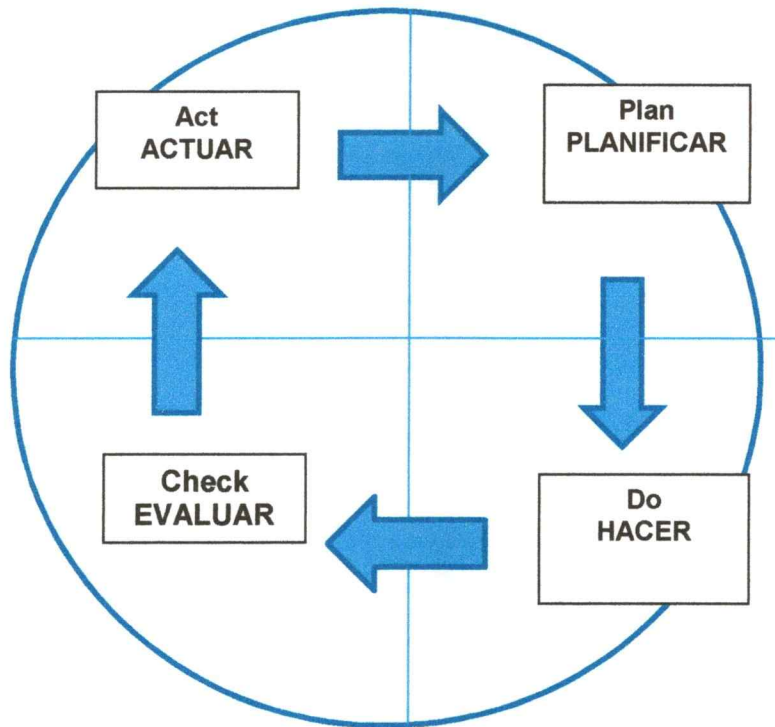 Act
ACTUAR
Plan
PLANIFICAR
Check
EVALUAR
Do
HACER